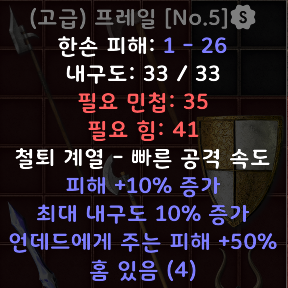 (고급) 프레일 [No.5] S
한손 피해: 1 - 26
내구도: 33 / 33
필요 민첩: 35
필요 힘: 41
철퇴 계열 - 빠른 공격 속도
피해 +10% 증가
최대 내구도 10% 증가
언데드에게 주는 피해 +50%
홈 있음 (4)